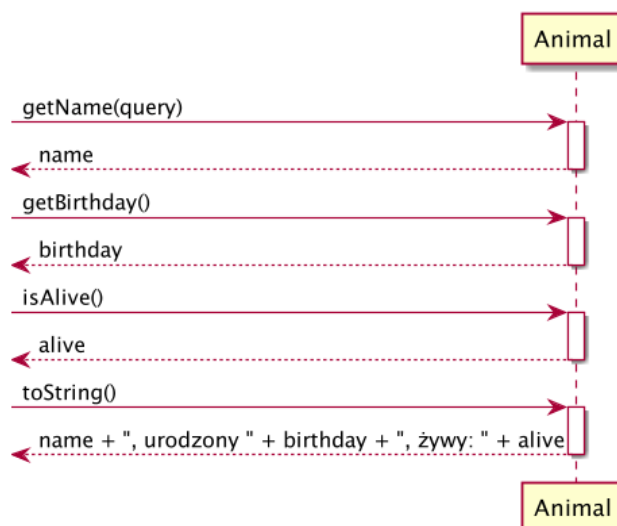 Animal
getName(query)
name
getBirthday()
birthday
isAlive()
alive
toString()
name + ", urodzony " + birthday + ", żywy: " + alive
Animal